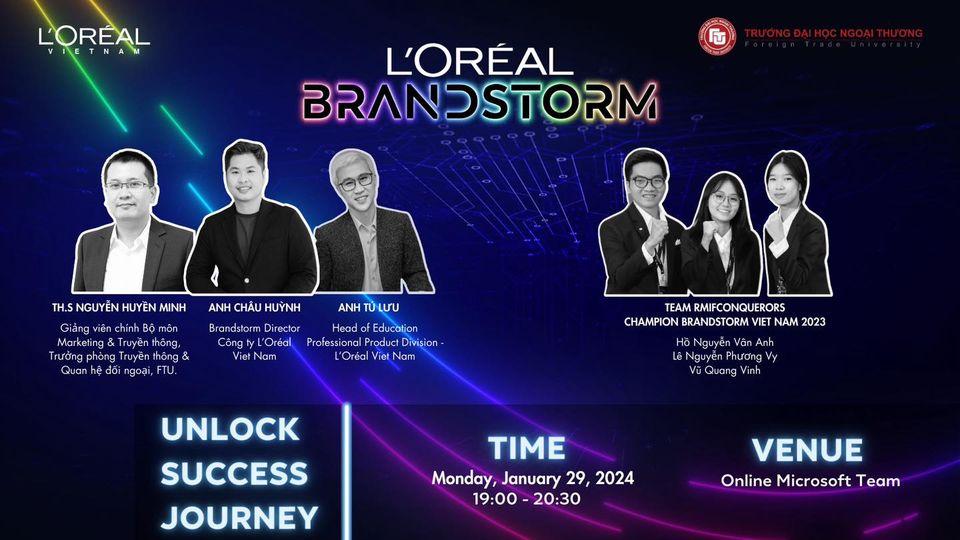 L'ORÉAL
VIETNAM
TRƯỜNG ĐẠI HỌC NGOẠI THƯƠNG
Foreign Trade University
L'ORÉAL
BRANDSTORM
TH.S NGUYỄN HUYỀN MINH
Giảng viên chính Bộ môn
Marketing & Truyền thông,
Trưởng phòng Truyền thông &
Quan hệ đối ngoại, FTU.
ANH CHÂU HUỲNH
Brandstorm Director
Công ty L'Oréal
Viet Nam
ANH TÚ LƯU
Head of Education
Professional Product Division -
L'Oréal Viet Nam
TEAM RMIFCONQUERORS
CHAMPION BRANDSTORM VIET NAM 2023
Hồ Nguyễn Vân Anh
Lê Nguyễn Phương Vy
Vũ Quang Vinh
UNLOCK
SUCCESS
JOURNEY
TIME
Monday, January 29, 2024
19:00 - 20:30
VENUE
Online Microsoft Team